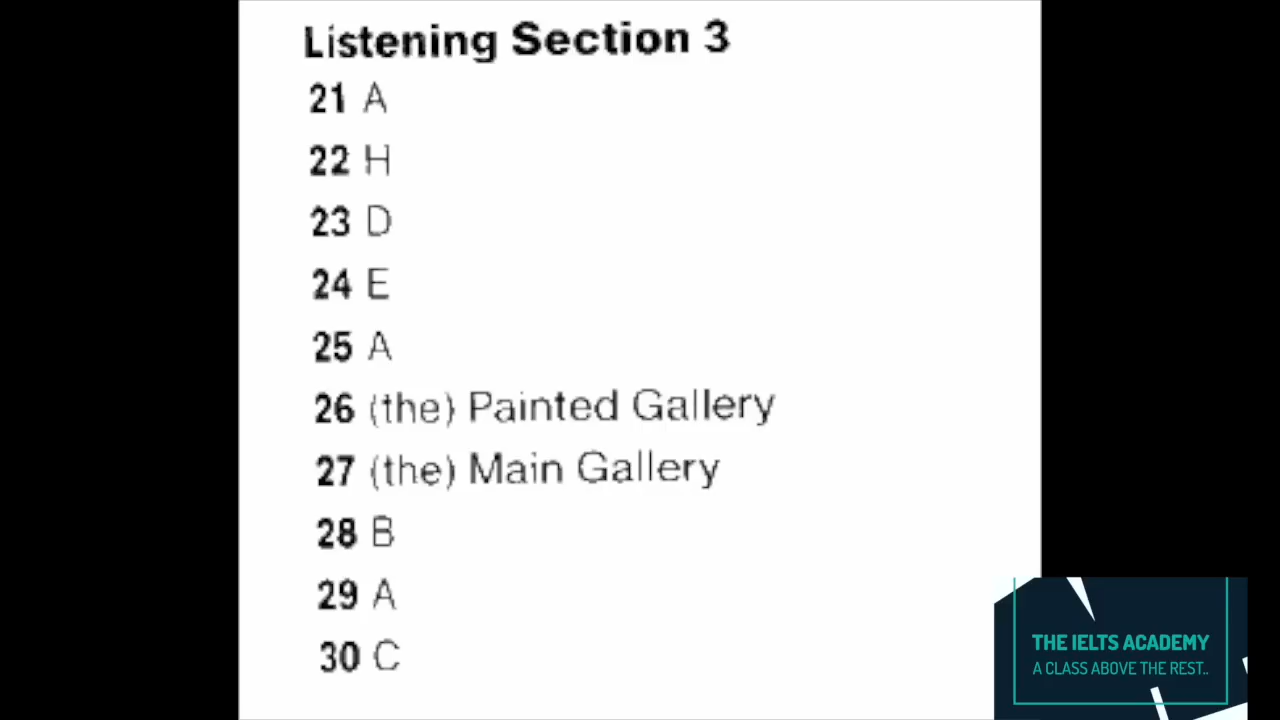 Listening Section 3
21 A
22 H
23 D
24 E
25 A
26 (the) Painted Gallery
27 (the) Main Gallery
28 B
29 A
30 C
THE IELTS ACADEMY
A CLASS ABOVE THE REST..